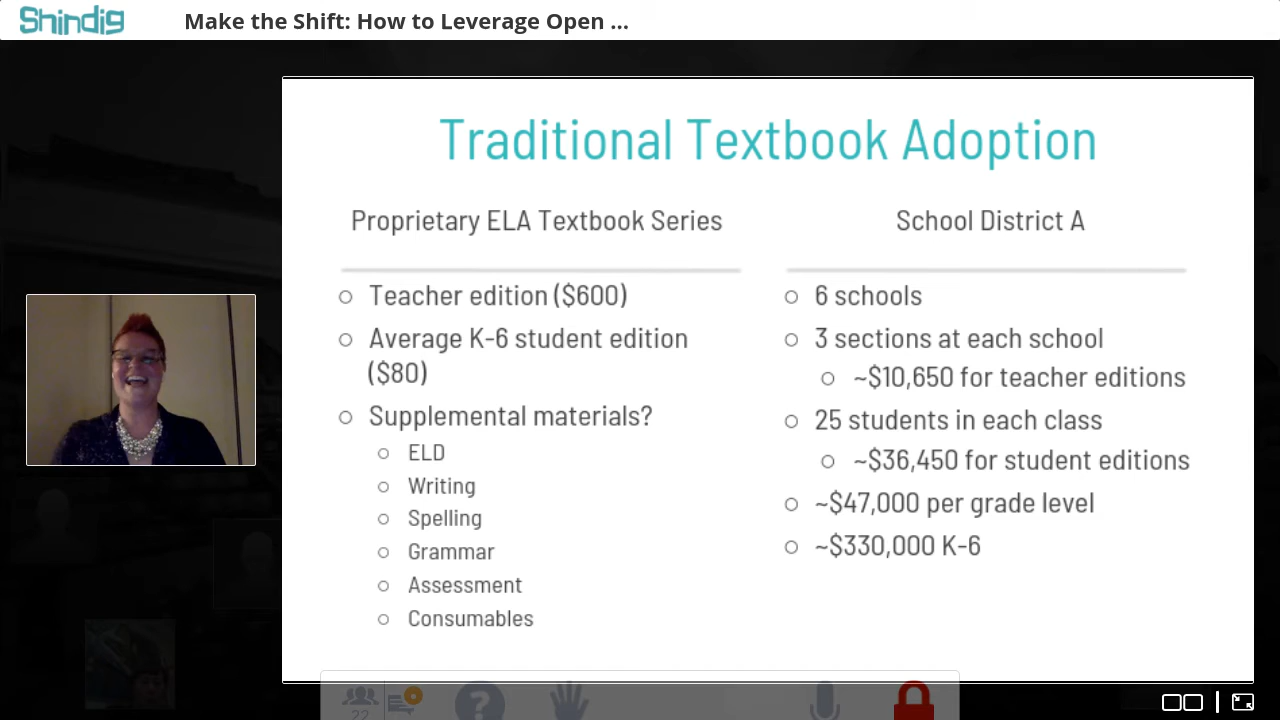 Shindig
Make the Shift: How to Leverage Open ...
Traditional Textbook Adoption
Proprietary ELA Textbook Series
Teacher edition ($600)
Average K-6 student edition
($80)
Supplemental materials?
ELD
Writing
Spelling
Grammar
Assessment
Consumables
School District A
6 schools
3 sections at each school
~$10,650 for teacher editions
25 students in each class
~$36,450 for student editions
~$47,000 per grade level
~$330,000 K-6
22